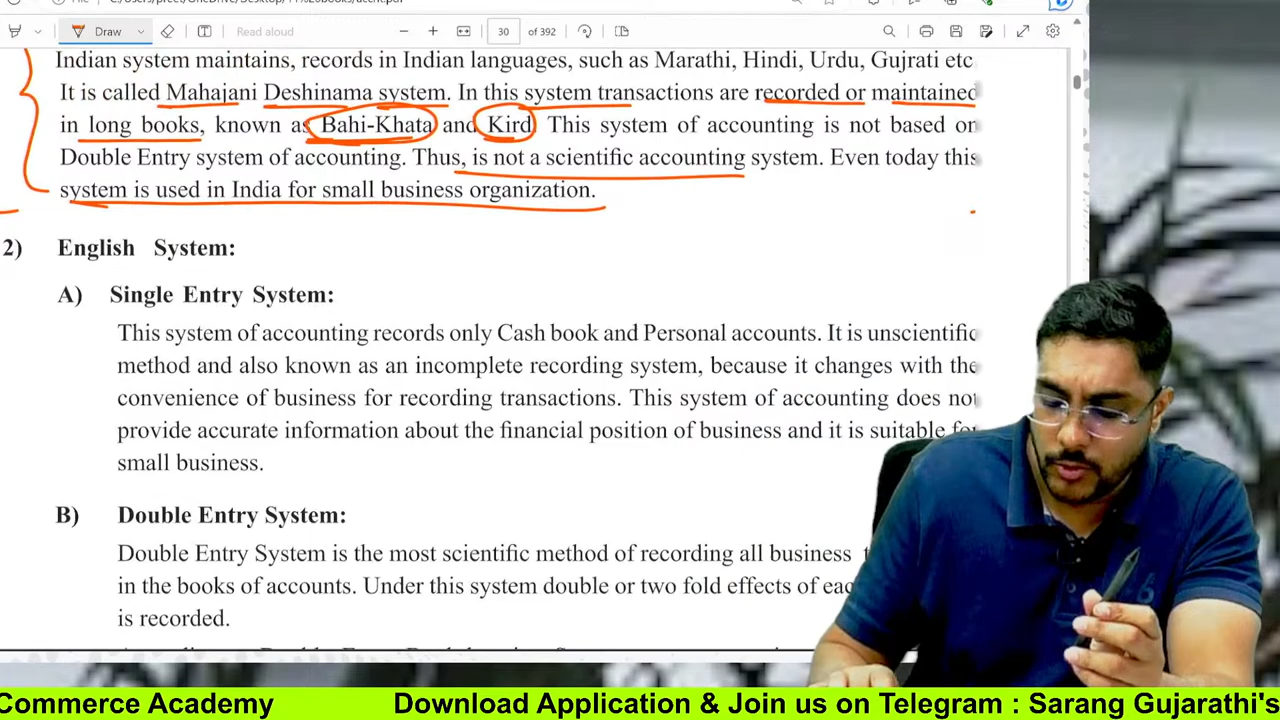 Draw
Read aloud
30 of 392
Indian system maintains, records in Indian languages, such as Marathi, Hindi, Urdu, Gujrati etc
It is called Mahajani Deshinama system. In this system transactions are recorded or maintained
in long books, known as Bahi-Khata and Kird. This system of accounting is not based on
Double Entry system of accounting. Thus, is not a scientific accounting system. Even today this
system is used in India for small business organization.
2) English System:
A) Single Entry System:
This system of accounting records only Cash book and Personal accounts. It is unscientific
method and also known as an incomplete recording system, because it changes with the
convenience of business for recording transactions. This system of accounting does not
provide accurate information about the financial position of business and it is suitable for
small business.
B) Double Entry System:
Double Entry System is the most scientific method of recording all business
in the books of accounts. Under this system double or two fold effects of
is recorded.
Commerce Academy Download Application & Join us on Telegram : Sarang Gujarathi's